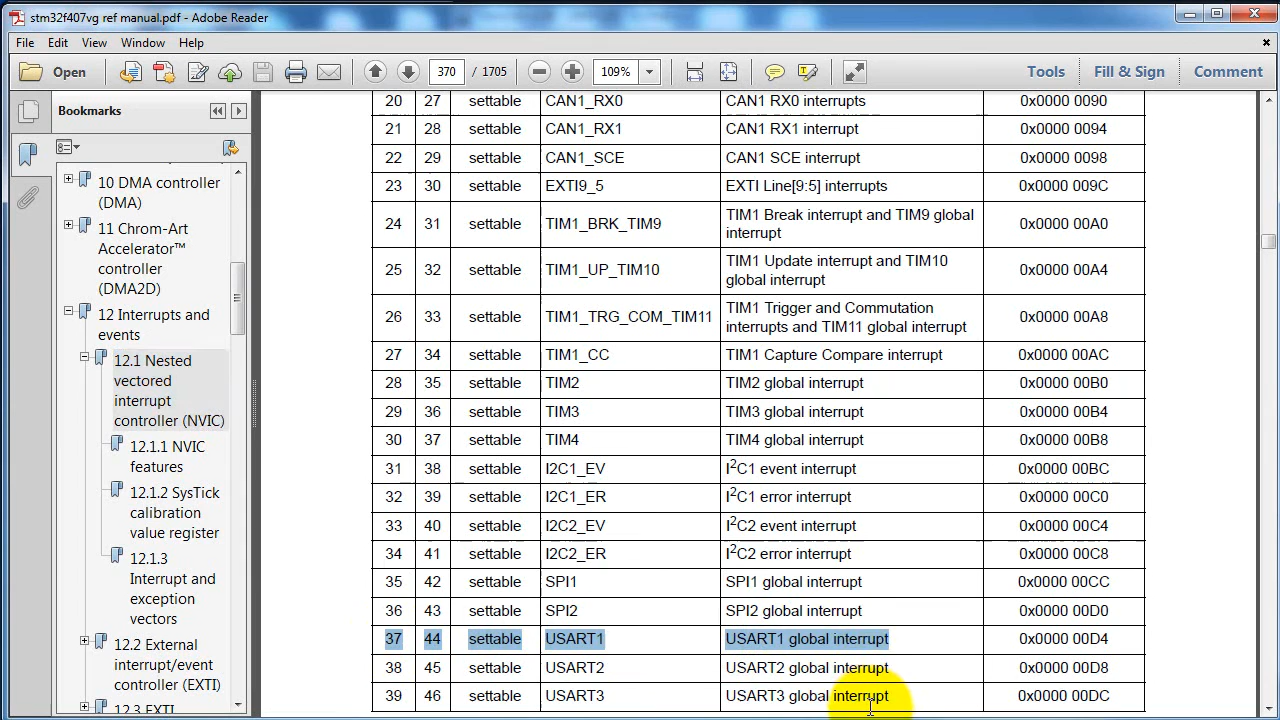 stm32f407vg ref manual.pdf - Adobe Reader
File Edit View Window Help
Open 370 / 1705 109% Tools Fill & Sign Comment
Bookmarks
10 DMA controller
(DMA)
11 Chrom-Art
Accelerator™
controller
(DMA2D)
12 Interrupts and
events
12.1 Nested
vectored
interrupt
controller (NVIC)
12.1.1 NVIC
features
12.1.2 SysTick
calibration
value register
12.1.3
Interrupt and
exception
vectors
12.2 External
interrupt/event
controller (EXTI)
12.3 EXTI
20 27 settable CAN1_RX0 CAN1 RX0 interrupts 0x0000 0090
21 28 settable CAN1_RX1 CAN1 RX1 interrupt 0x0000 0094
22 29 settable CAN1_SCE CAN1 SCE interrupt 0x0000 0098
23 30 settable EXTI9_5 EXTI Line[9:5] interrupts 0x0000 009C
24 31 settable TIM1_BRK_TIM9 TIM1 Break interrupt and TIM9 global
interrupt 0x0000 00A0
25 32 settable TIM1_UP_TIM10 TIM1 Update interrupt and TIM10
global interrupt 0x0000 00A4
26 33 settable TIM1_TRG_COM_TIM11 TIM1 Trigger and Commutation
interrupts and TIM11 global interrupt 0x0000 00A8
27 34 settable TIM1_CC TIM1 Capture Compare interrupt 0x0000 00AC
28 35 settable TIM2 TIM2 global interrupt 0x0000 00B0
29 36 settable TIM3 TIM3 global interrupt 0x0000 00B4
30 37 settable TIM4 TIM4 global interrupt 0x0000 00B8
31 38 settable I2C1_EV I²C1 event interrupt 0x0000 00BC
32 39 settable I2C1_ER I²C1 error interrupt 0x0000 00C0
33 40 settable I2C2_EV I²C2 event interrupt 0x0000 00C4
34 41 settable I2C2_ER I²C2 error interrupt 0x0000 00C8
35 42 settable SPI1 SPI1 global interrupt 0x0000 00CC
36 43 settable SPI2 SPI2 global interrupt 0x0000 00D0
37 44 settable USART1 USART1 global interrupt 0x0000 00D4
38 45 settable USART2 USART2 global interrupt 0x0000 00D8
39 46 settable USART3 USART3 global interrupt 0x0000 00DC